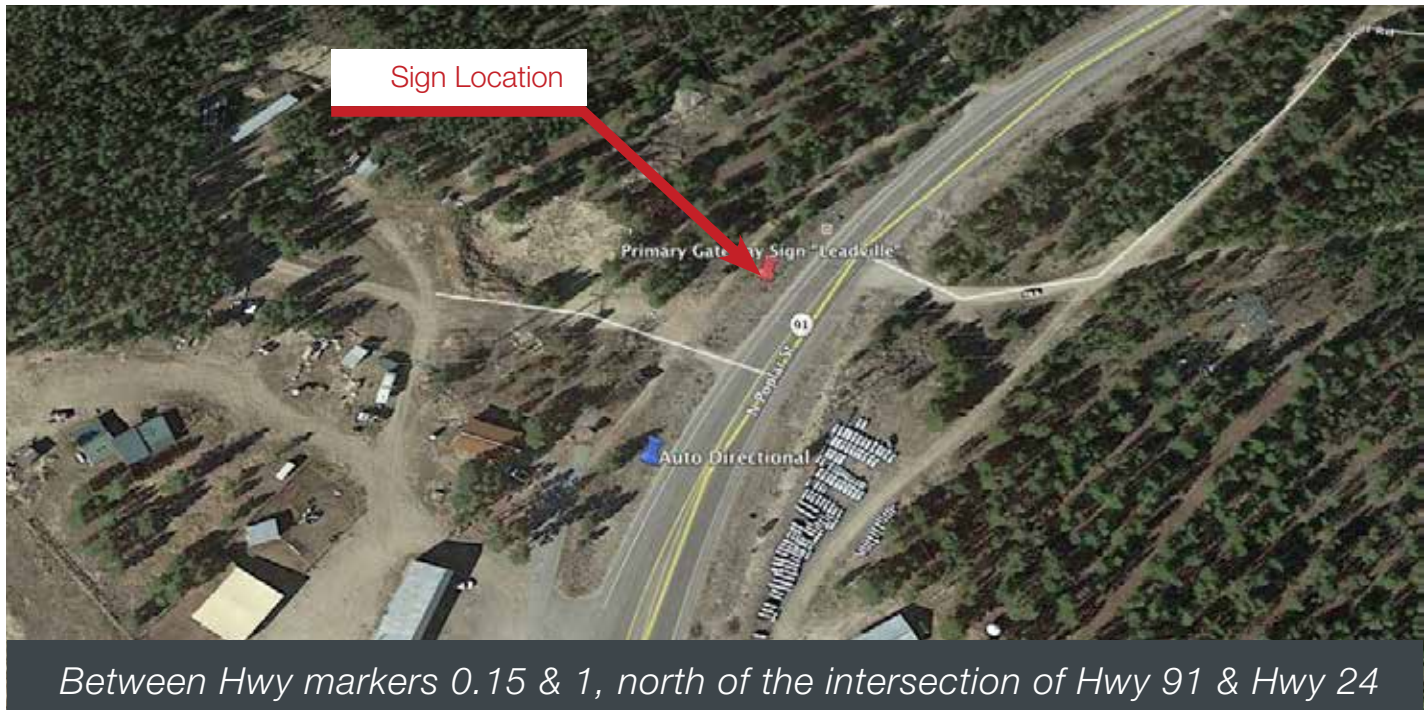 Sign Location
Primary Gateway Sign "Leadville"
91
N Poplar St
Auto Directional
Between Hwy markers 0.15 & 1, north of the intersection of Hwy 91 & Hwy 24